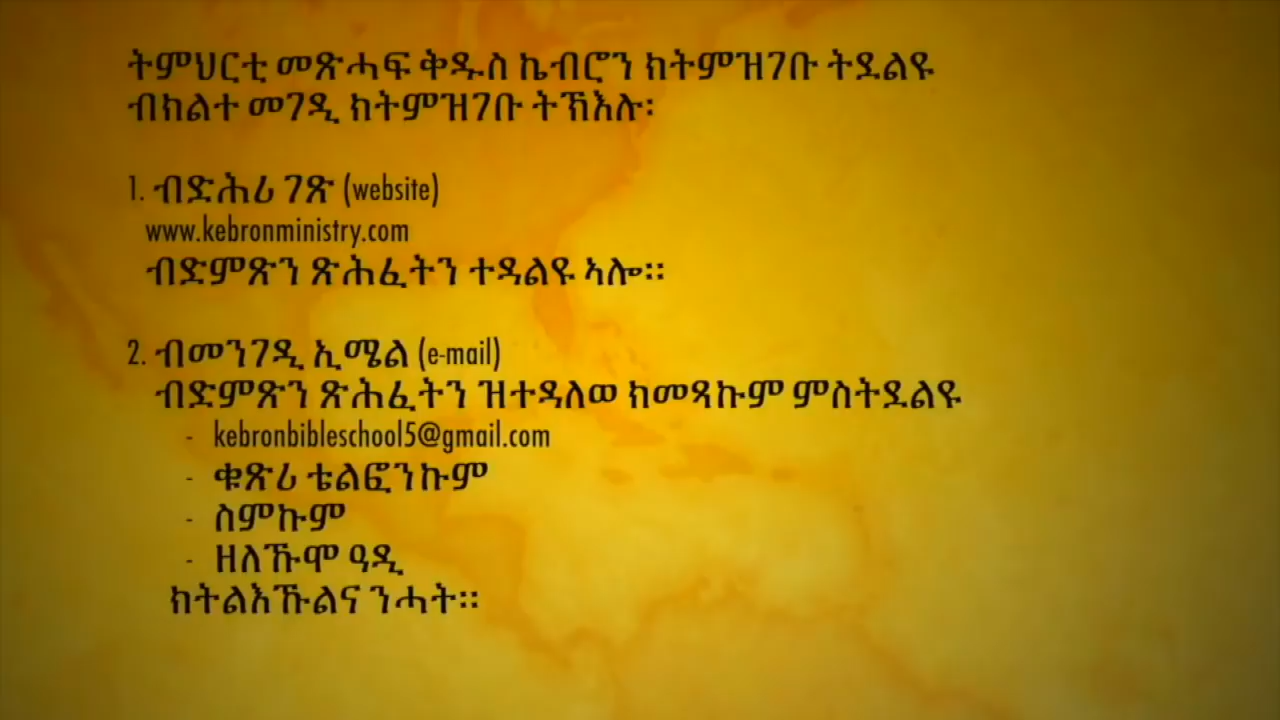 ትምህርቲ መጽሓፍ ቅዱስ ኬብሮን ክትምዝገቡ ትደልዩ
ብክልተ መገዲ ክትምዝገቡ ትኽእሉ፡
1. ብድሕሪ ገጽ (website)
www.kebronministry.com
ብድምጽን ጽሕፈትን ተዳልዩ ኣሎ።
2. ብመንገዲ ኢሜል (e-mail)
ብድምጽን ጽሕፈትን ዝተዳለወ ክመጻኩም ምስትደልዩ
- kebronbibleschool5@gmail.com
- ቁጽሪ ቴልፎንኩም
- ስምኩም
- ዘለኹሞ ዓዲ
ክትልእኹልና ንሓት።